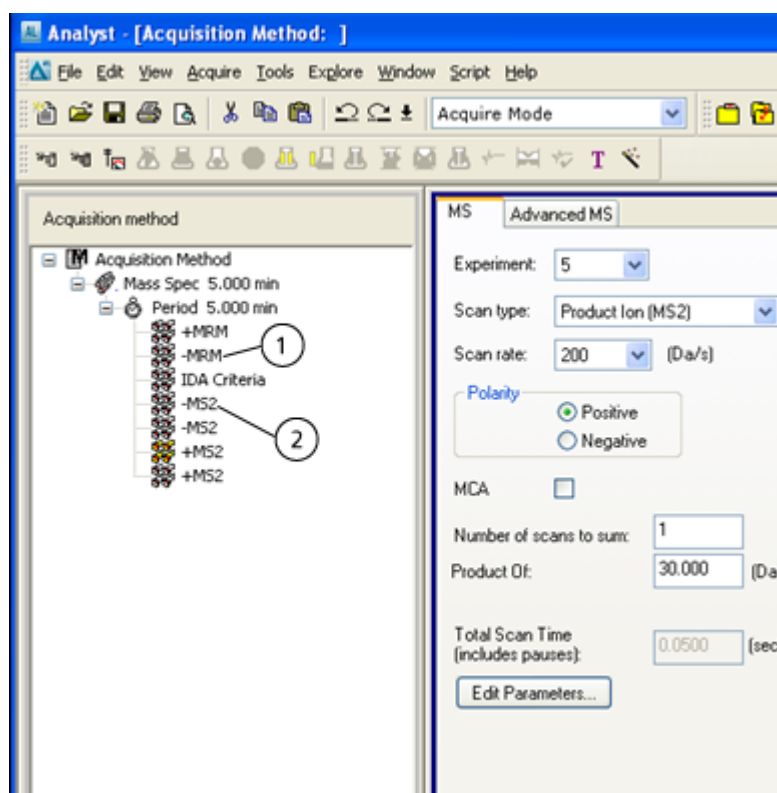 Analyst - [Acquisition Method: ]
File Edit View Acquire Tools Explore Window Script Help
Acquire Mode
T
Acquisition method
Acquisition Method
Mass Spec 5.000 min
Period 5.000 min
+MRM
-MRM
1
IDA Criteria
-MS2
-MS2
2
+MS2
+MS2
MS Advanced MS
Experiment: 5
Scan type: Product Ion (MS2)
Scan rate: 200 (Da/s)
Polarity
Positive
Negative
MCA
Number of scans to sum: 1
Product Of: 30.000 (Da
Total Scan Time
(includes pauses): 0.0500 (sec
Edit Parameters...